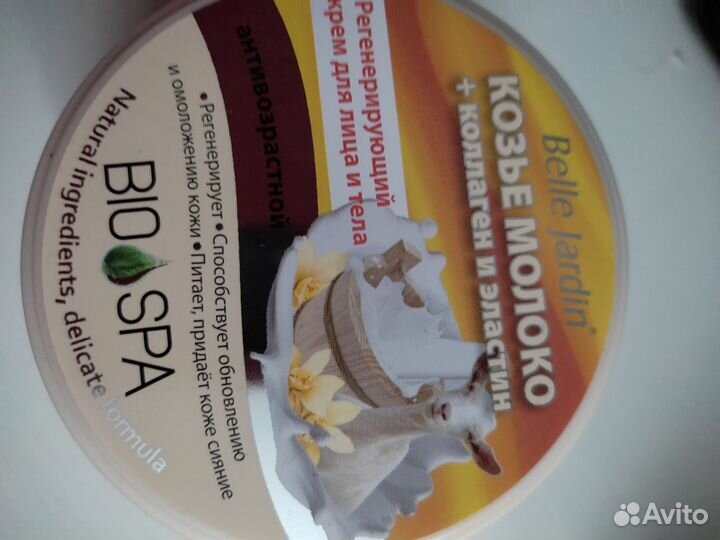 Belle Jardin®
КОЗЬЕ МОЛОКО
+ КОЛЛАГЕН И ЭЛАСТИН
Регенерирующий
крем для лица и тела
антивозрастной
• Регенерирует • Способствует обновлению
и омоложению кожи • Питает, придаёт коже сияние
BIO SPA
Natural ingredients, delicate formula
Avito